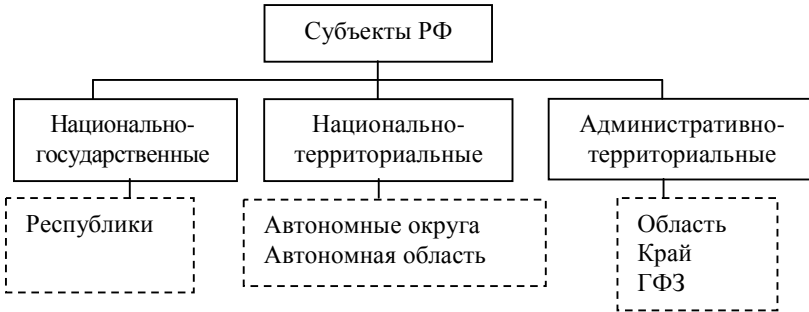 Субъекты РФ
Национально-
государственные
Национально-
территориальные
Административно-
территориальные
Республики
Автономные округа
Автономная область
Область
Край
ГФЗ